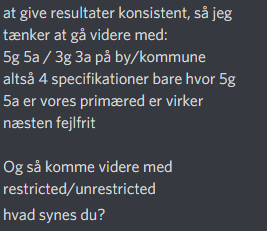 at give resultater konsistent, så jeg
tænker at gå videre med:
5g 5a / 3g 3a på by/kommune
altså 4 specifikationer bare hvor 5g
5a er vores primæred er virker
næsten fejlfrit

Og så komme videre med
restricted/unrestricted
hvad synes du?